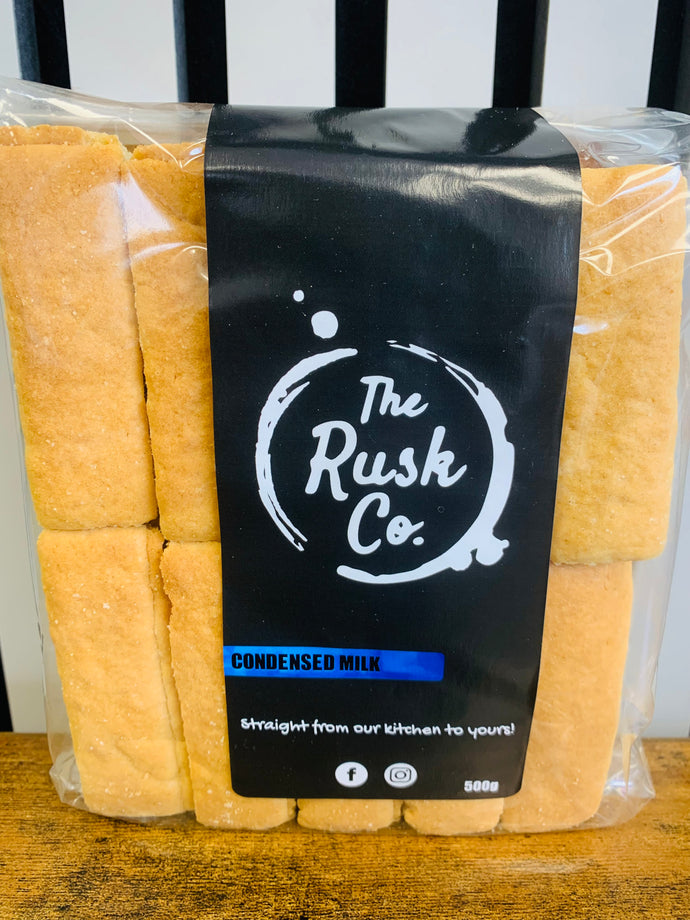 The
Rusk
Co.
CONDENSED MILK
Straight from our kitchen to yours!
f
500g